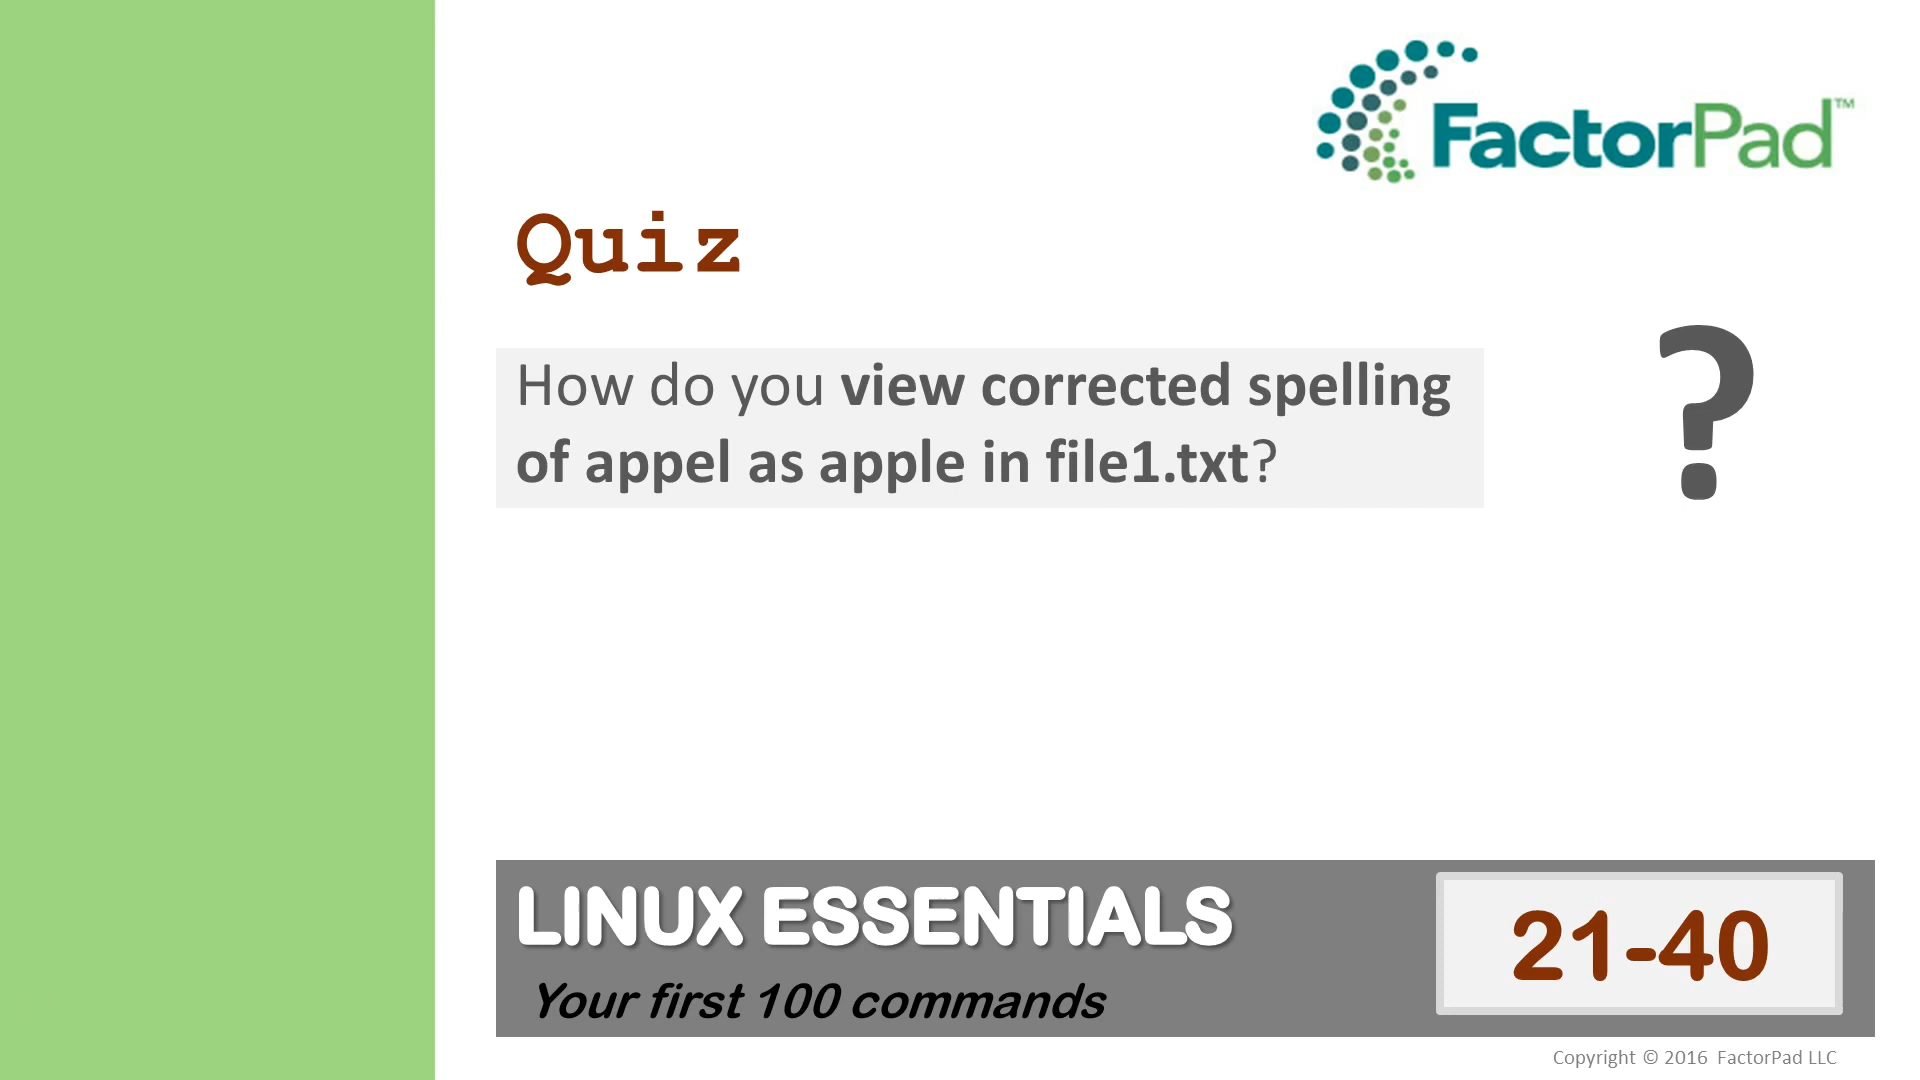 FactorPad™
Quiz
How do you view corrected spelling
of appel as apple in file1.txt?
?
LINUX ESSENTIALS
21-40
Your first 100 commands
Copyright © 2016 FactorPad LLC